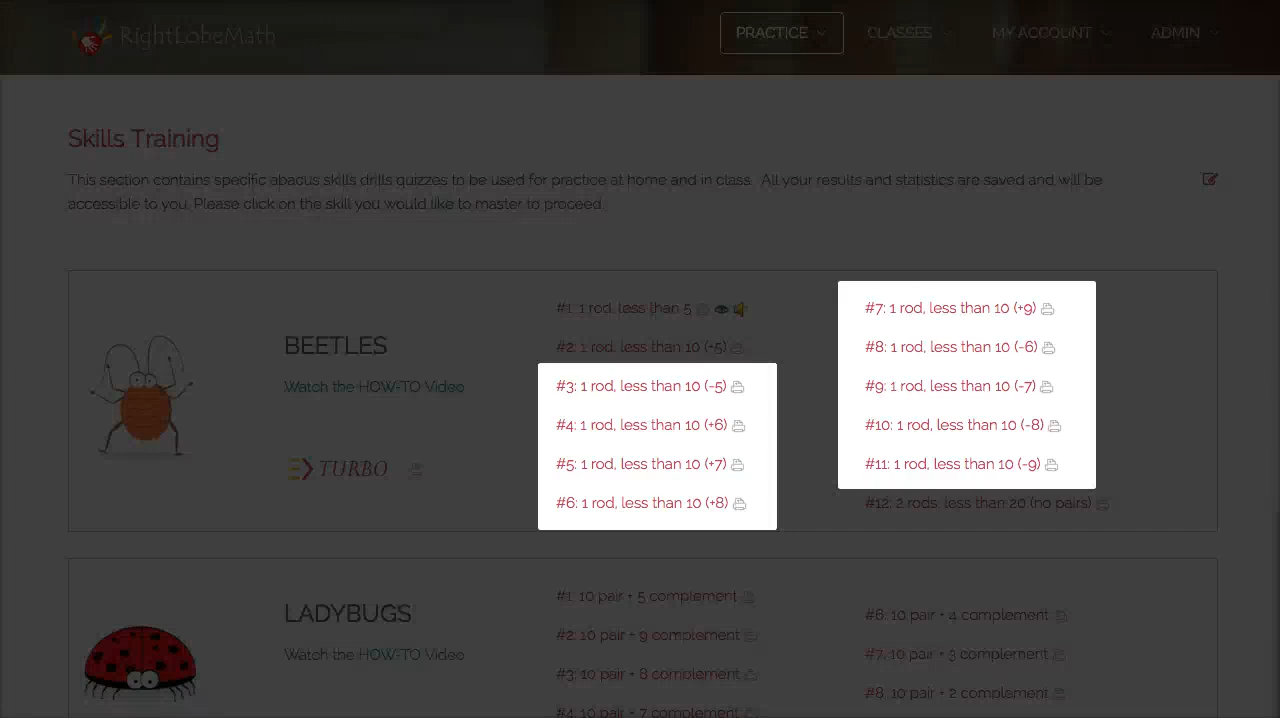 RightLobeMath
PRACTICE
CLASSES
MY ACCOUNT
ADMIN
Skills Training
This section contains specific abacus skills drills quizzes to be used for practice at home and in class. All your results and statistics are saved and will be
accessible to you. Please click on the skill you would like to master to proceed.
BEETLES
Watch the HOW-TO Video
TURBO
#1: 1 rod, less than 5
#2: 1 rod, less than 10 (+5)
#3: 1 rod, less than 10 (-5)
#4: 1 rod, less than 10 (+6)
#5: 1 rod, less than 10 (+7)
#6: 1 rod, less than 10 (+8)
#7: 1 rod, less than 10 (+9)
#8: 1 rod, less than 10 (-6)
#9: 1 rod, less than 10 (-7)
#10: 1 rod, less than 10 (-8)
#11: 1 rod, less than 10 (-9)
#12: 2 rods, less than 20 (no pairs)
LADYBUGS
Watch the HOW-TO Video
#1: 10 pair + 5 complement
#2: 10 pair + 9 complement
#3: 10 pair + 8 complement
#4: 10 pair + 7 complement
#6: 10 pair + 4 complement
#7: 10 pair + 3 complement
#8: 10 pair + 2 complement